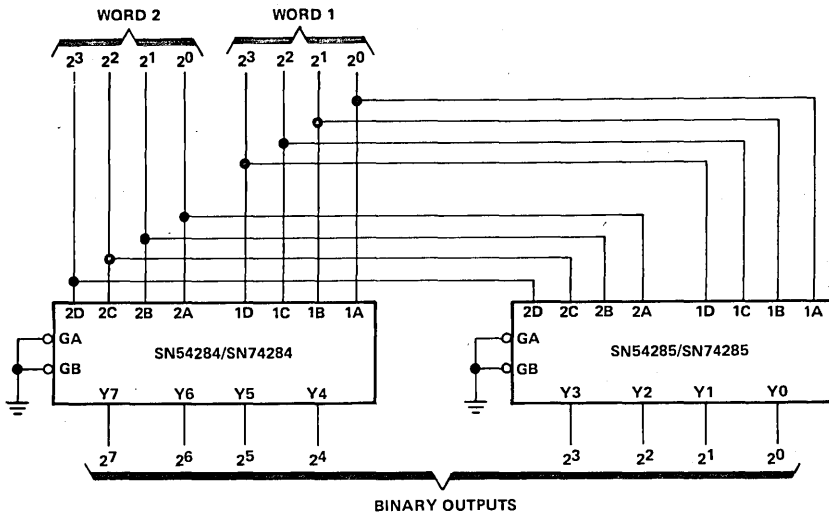 WORD 2 WORD 1
2³ 2² 2¹ 2⁰ 2³ 2² 2¹ 2⁰
2D 2C 2B 2A 1D 1C 1B 1A 2D 2C 2B 2A 1D 1C 1B 1A
GA GA
SN54284/SN74284 SN54285/SN74285
GB GB
Y7 Y6 Y5 Y4 Y3 Y2 Y1 Y0
2⁷ 2⁶ 2⁵ 2⁴ 2³ 2² 2¹ 2⁰
BINARY OUTPUTS